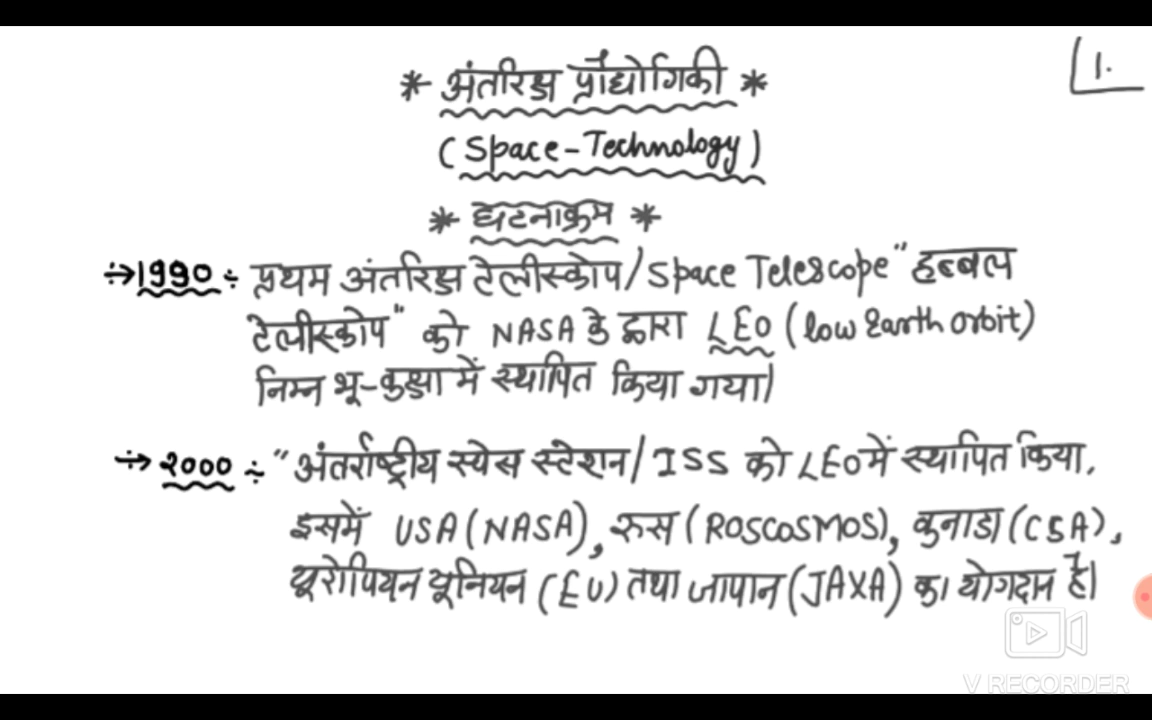 1.
* अंतरिक्ष प्रौद्योगिकी *
(Space-Technology)
* घटनाक्रम *
→1990 ÷ प्रथम अंतरिक्ष टेलीस्कोप/Space Telescope "हब्बल
टेलीस्कोप" को NASA के द्वारा LEO (low Earth orbit)
निम्न भू-कक्षा में स्थापित किया गया।
→ 2000 ÷ "अंतर्राष्ट्रीय स्पेस स्टेशन/ISS को LEO में स्थापित किया,
इसमें USA (NASA), रुस (ROSCOSMOS), कनाडा (CSA),
यूरोपियन यूनियन (EU) तथा जापान (JAXA) का योगदान है।
V RECORDER